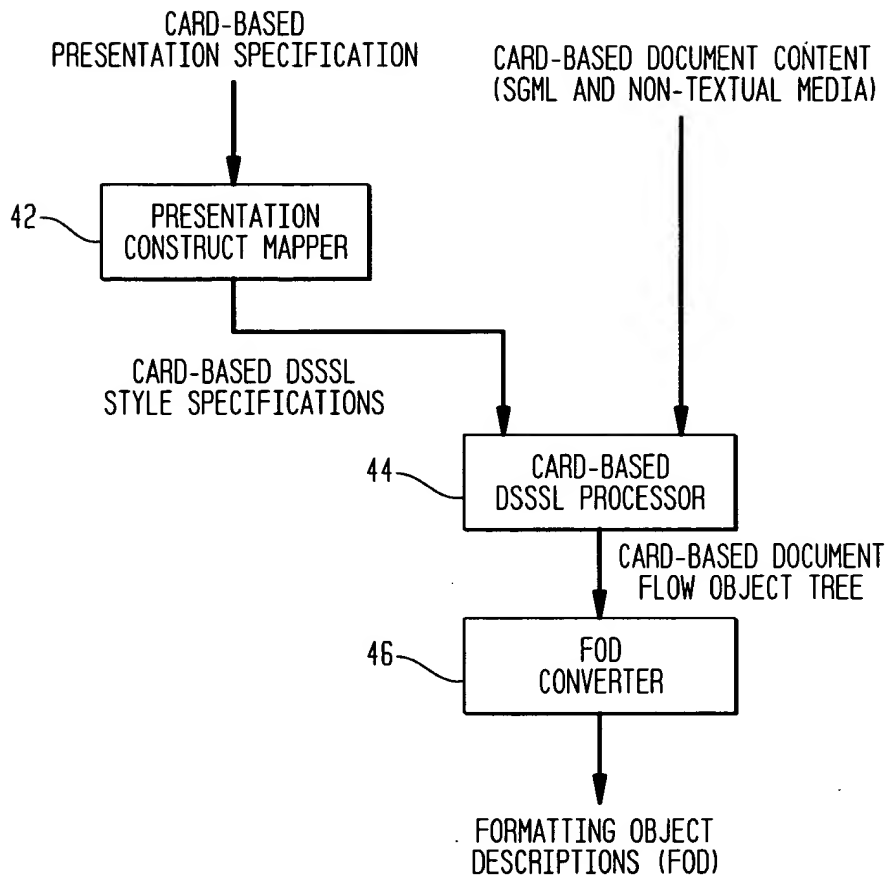 CARD-BASED
PRESENTATION SPECIFICATION
CARD-BASED DOCUMENT CONTENT
(SGML AND NON-TEXTUAL MEDIA)
42
PRESENTATION
CONSTRUCT MAPPER
CARD-BASED DSSSL
STYLE SPECIFICATIONS
44
CARD-BASED
DSSSL PROCESSOR
CARD-BASED DOCUMENT
FLOW OBJECT TREE
46
FOD
CONVERTER
FORMATTING OBJECT
DESCRIPTIONS (FOD)